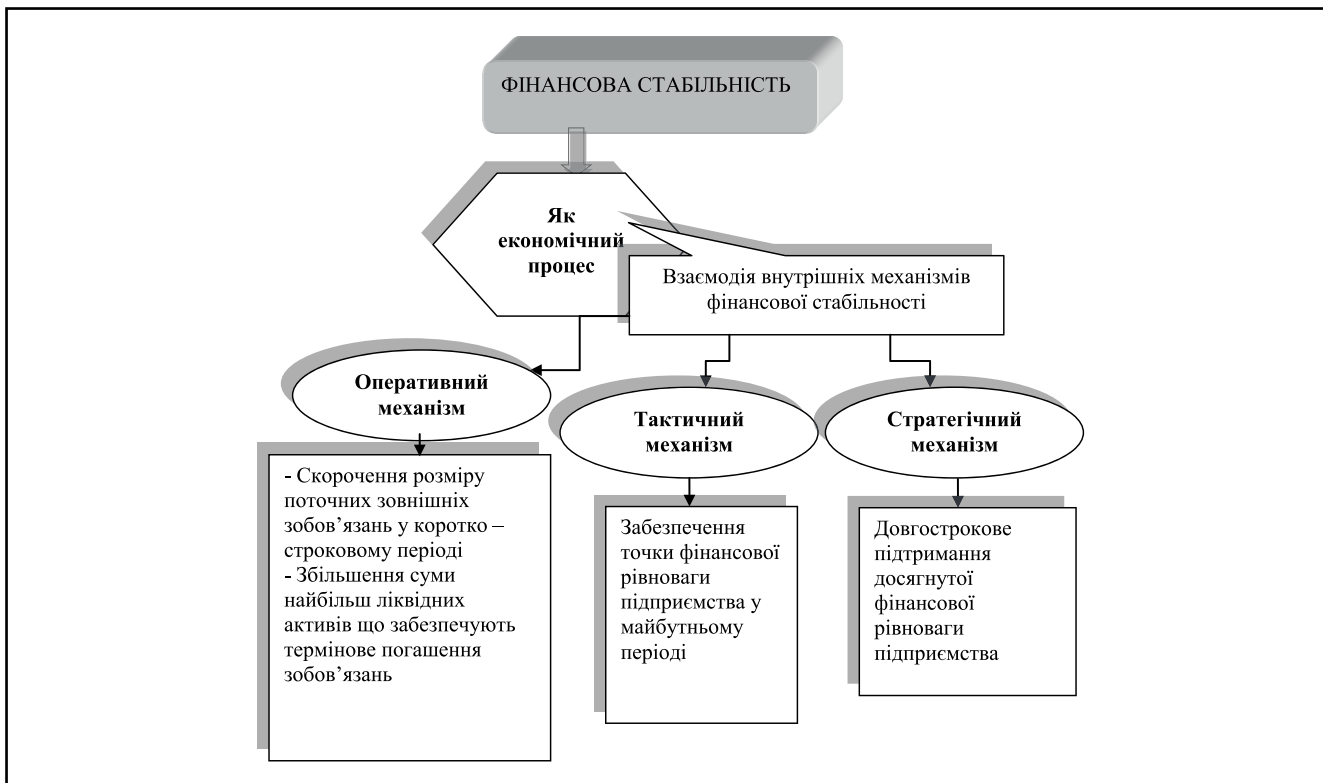 ФІНАНСОВА СТАБІЛЬНІСТЬ
Як
економічний
процес
Взаємодія внутрішніх механізмів
фінансової стабільності
Оперативний
механізм
Тактичний
механізм
Стратегічний
механізм
- Скорочення розміру
поточних зовнішніх
зобов’язань у коротко –
строковому періоді
- Збільшення суми
найбільш ліквідних
активів що забезпечують
термінове погашення
зобов’язань
Забезпечення
точки фінансової
рівноваги
підприємства у
майбутньому
періоді
Довгострокове
підтримання
досягнутої
фінансової
рівноваги
підприємства